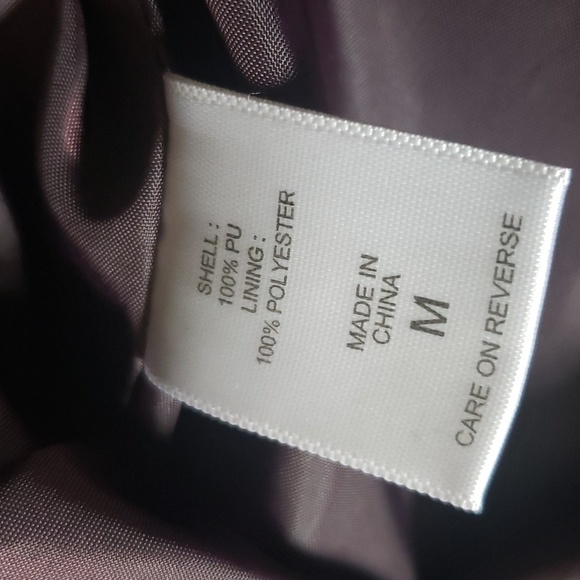 SHELL:
100% PU
LINING:
100% POLYESTER
MADE IN
CHINA
M
CARE ON REVERSE